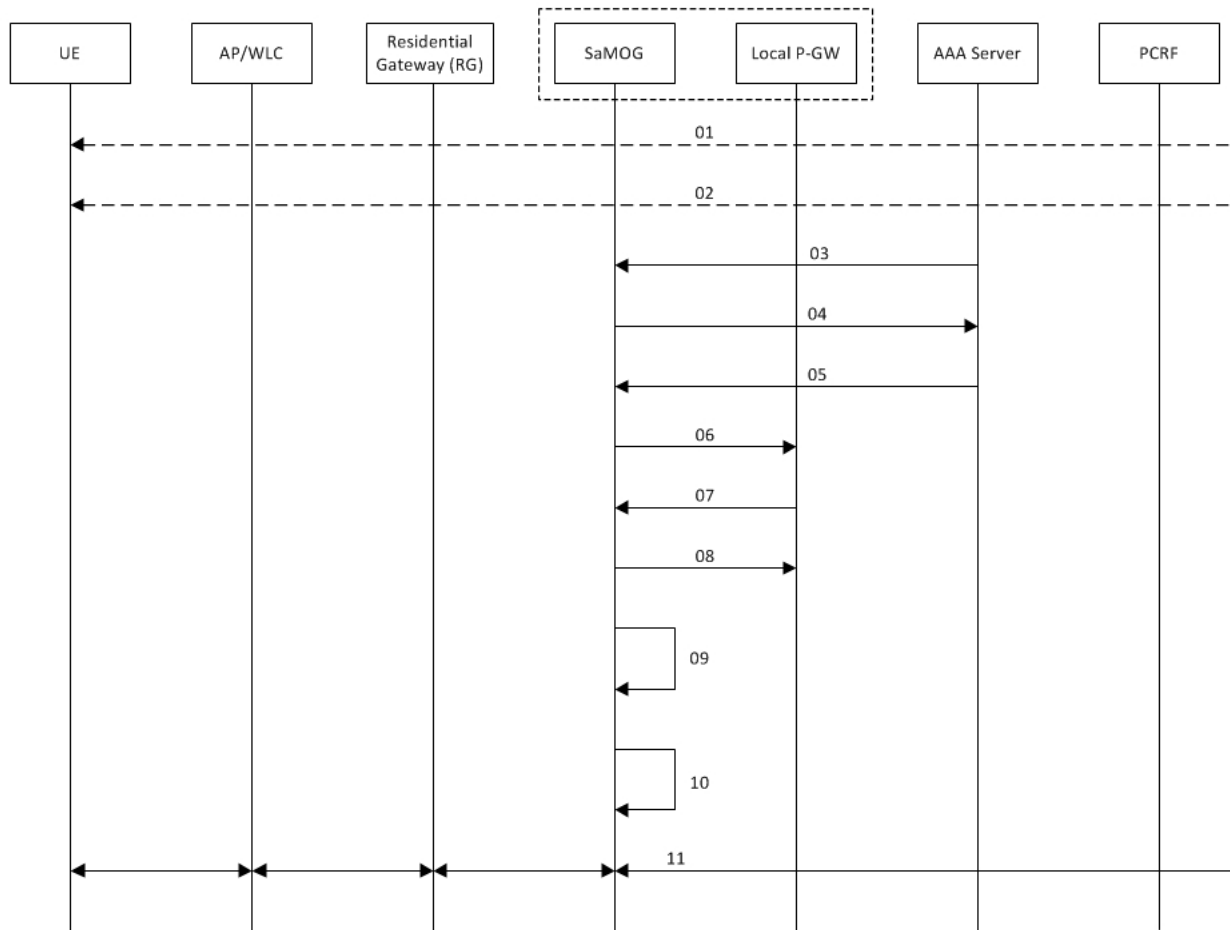 UE
AP/WLC
Residential
Gateway (RG)
SaMOG
Local P-GW
AAA Server
PCRF
01
02
03
04
05
06
07
08
09
10
11